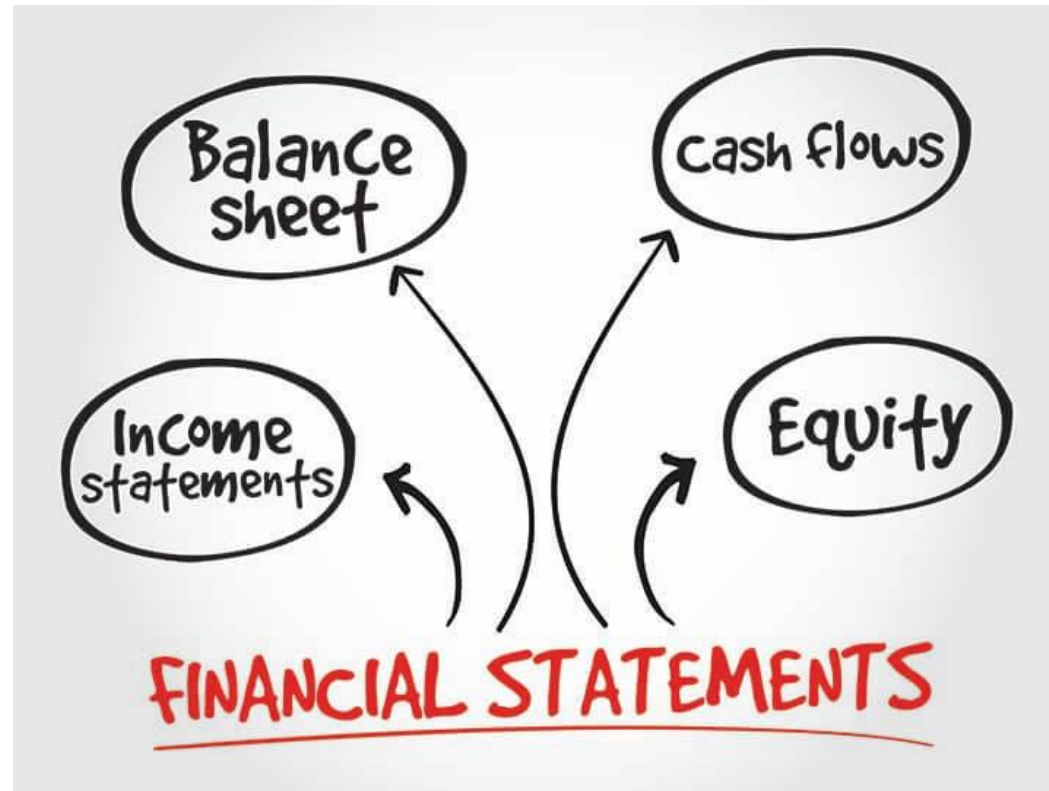 Balance
sheet
cash flows
Income
statements
Equity
FINANCIAL STATEMENTS